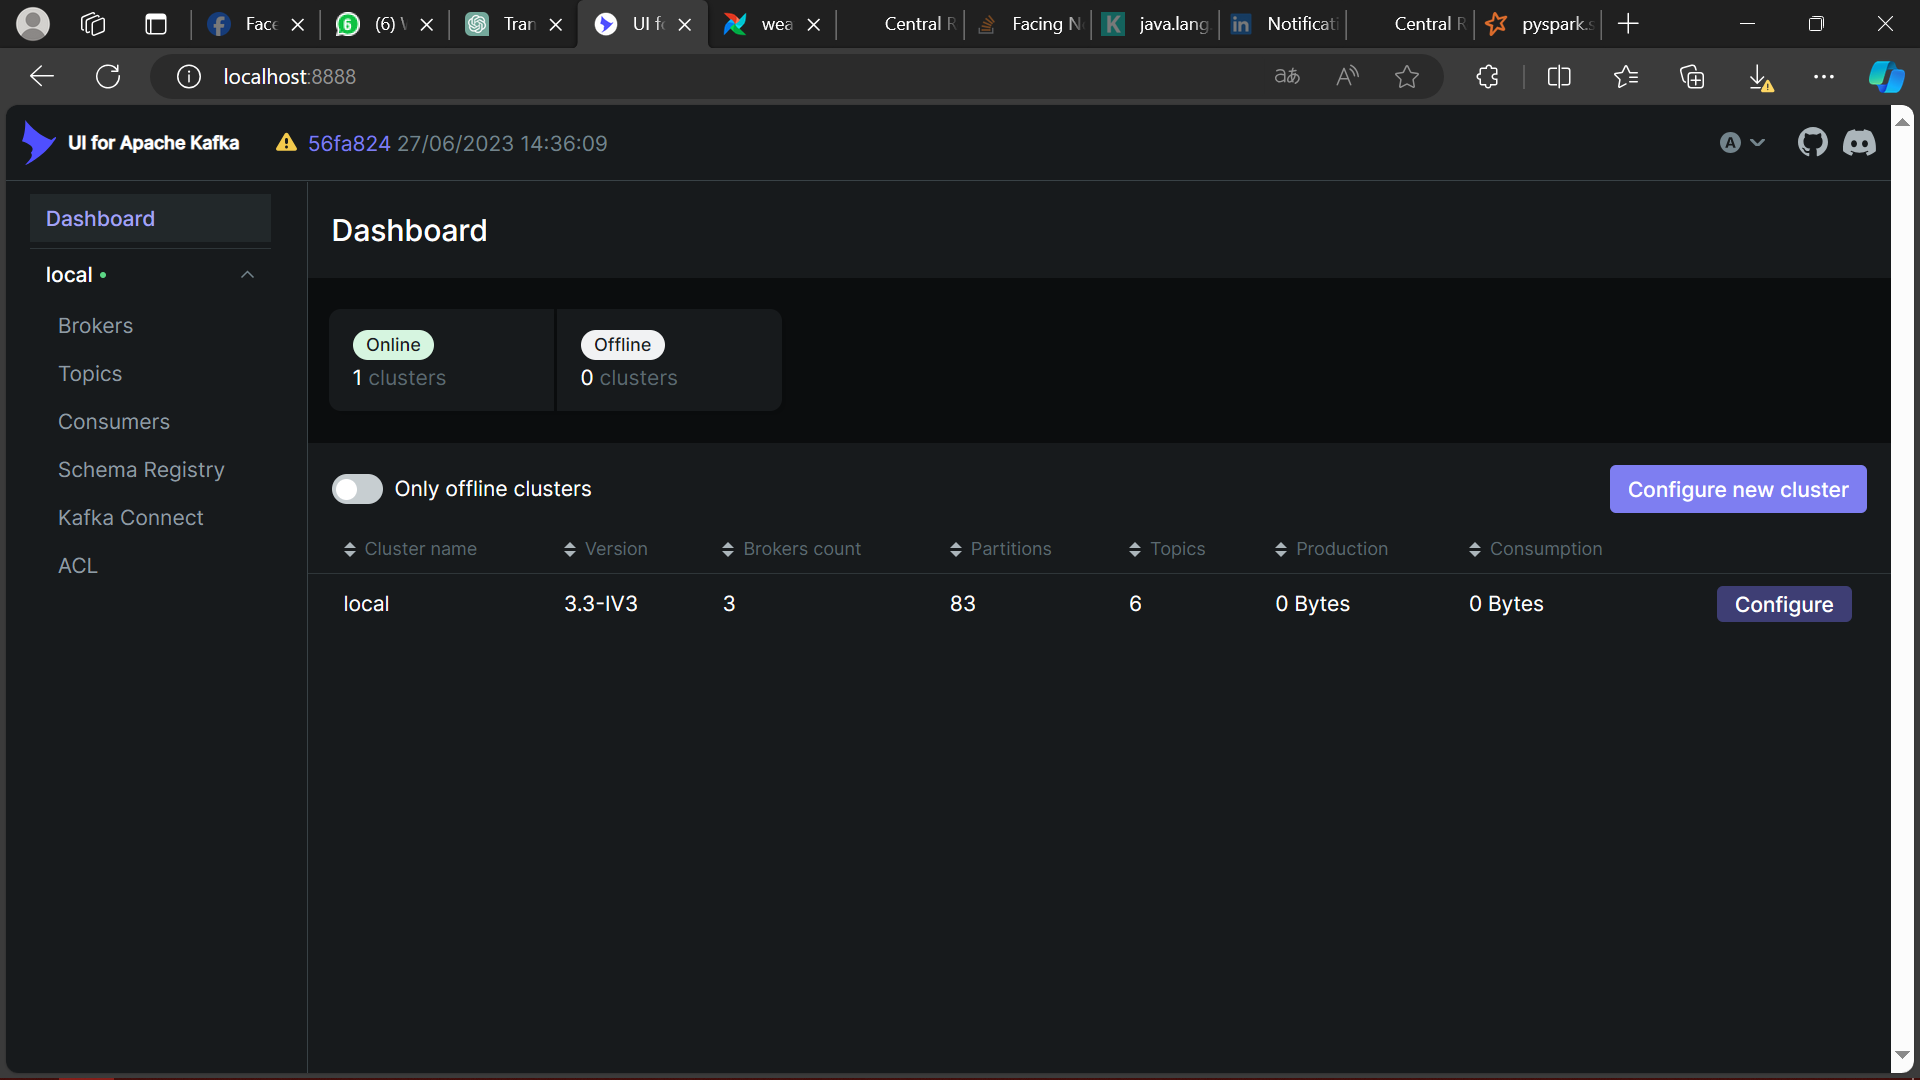 Face
6 (6) W
Tran
UI fo
wea
Central R
Facing N
K java.lang.
in Notificati
Central R
pyspark.s
localhost:8888
UI for Apache Kafka 56fa824 27/06/2023 14:36:09
A
Dashboard
local
Brokers
Topics
Consumers
Schema Registry
Kafka Connect
ACL
Dashboard
Online Offline
1 clusters 0 clusters
Only offline clusters Configure new cluster
Cluster name Version Brokers count Partitions Topics Production Consumption
local 3.3-IV3 3 83 6 0 Bytes 0 Bytes Configure